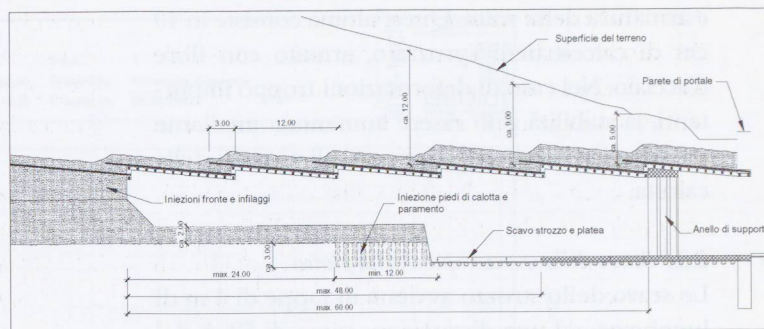 Superficie del terreno
Parete di portale
3.00
12.00
ca. 12.00
ca. 9.00
ca. 5.00
Iniezioni fronte e infilaggi
Iniezione piedi di calotta e
paramento
Scavo strozzo e platea
Anello di support
ca. 2.00
ca. 3.00
max. 24.00
min. 12.00
max. 48.00
max. 60.00